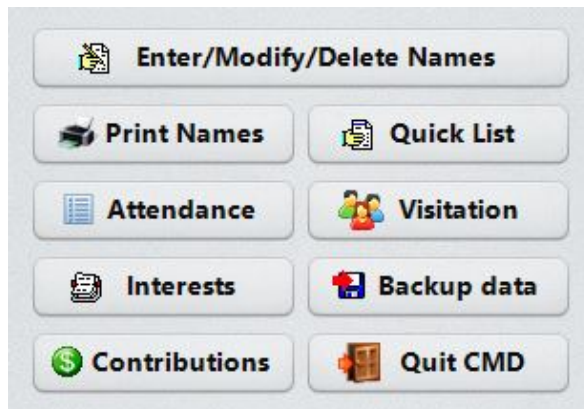 Enter/Modify/Delete Names
Print Names
Quick List
Attendance
Visitation
Interests
Backup data
Contributions
Quit CMD